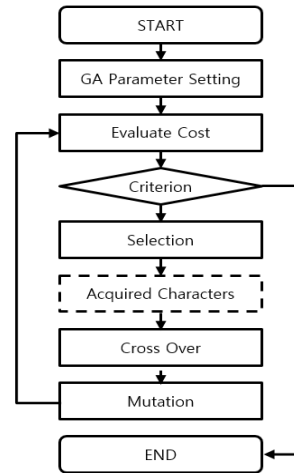 START
GA Parameter Setting
Evaluate Cost
Criterion
Selection
Acquired Characters
Cross Over
Mutation
END